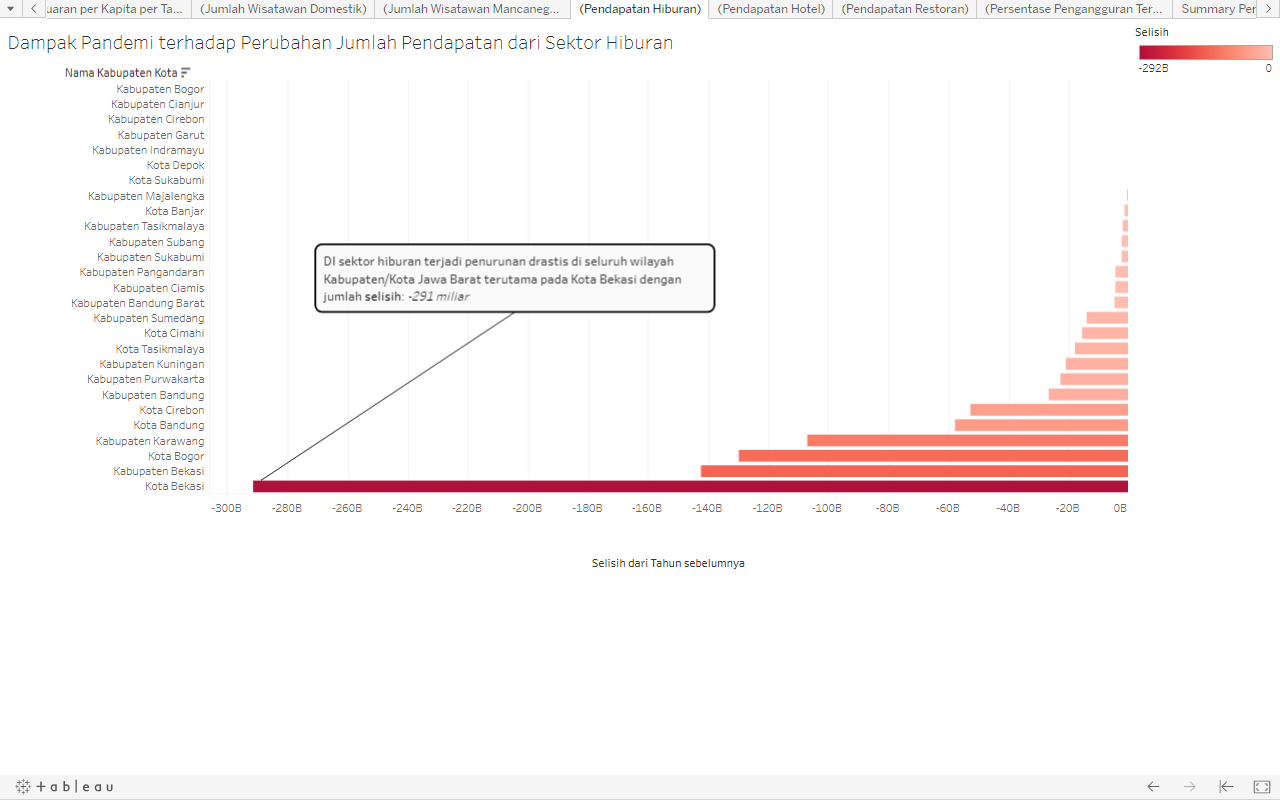 uaran per Kapita per Ta... (Jumlah Wisatawan Domestik) (Jumlah Wisatawan Mancaneg... (Pendapatan Hiburan) (Pendapatan Hotel) (Pendapatan Restoran) (Persentase Pengangguran Ter... Summary Per
Dampak Pandemi terhadap Perubahan Jumlah Pendapatan dari Sektor Hiburan
Selisih
-292B 0
Nama Kabupaten Kota
Kabupaten Bogor
Kabupaten Cianjur
Kabupaten Cirebon
Kabupaten Garut
Kabupaten Indramayu
Kota Depok
Kota Sukabumi
Kabupaten Majalengka
Kota Banjar
Kabupaten Tasikmalaya
Kabupaten Subang
Kabupaten Sukabumi
Kabupaten Pangandaran
Kabupaten Ciamis
Kabupaten Bandung Barat
Kabupaten Sumedang
Kota Cimahi
Kota Tasikmalaya
Kabupaten Kuningan
Kabupaten Purwakarta
Kabupaten Bandung
Kota Cirebon
Kota Bandung
Kabupaten Karawang
Kota Bogor
Kabupaten Bekasi
Kota Bekasi
DI sektor hiburan terjadi penurunan drastis di seluruh wilayah
Kabupaten/Kota Jawa Barat terutama pada Kota Bekasi dengan
jumlah selisih: -291 miliar
-300B -280B -260B -240B -220B -200B -180B -160B -140B -120B -100B -80B -60B -40B -20B 0B
Selisih dari Tahun sebelumnya
+ableau